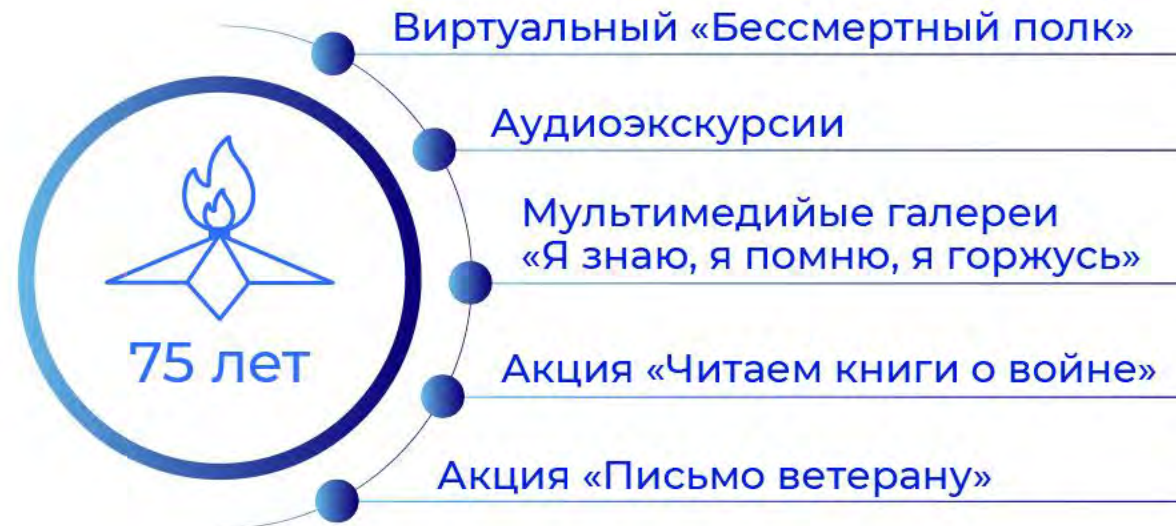 Виртуальный «Бессмертный полк»
Аудиоэкскурсии
Мультимедийые галереи
«Я знаю, я помню, я горжусь»
75 лет
Акция «Читаем книги о войне»
Акция «Письмо ветерану»